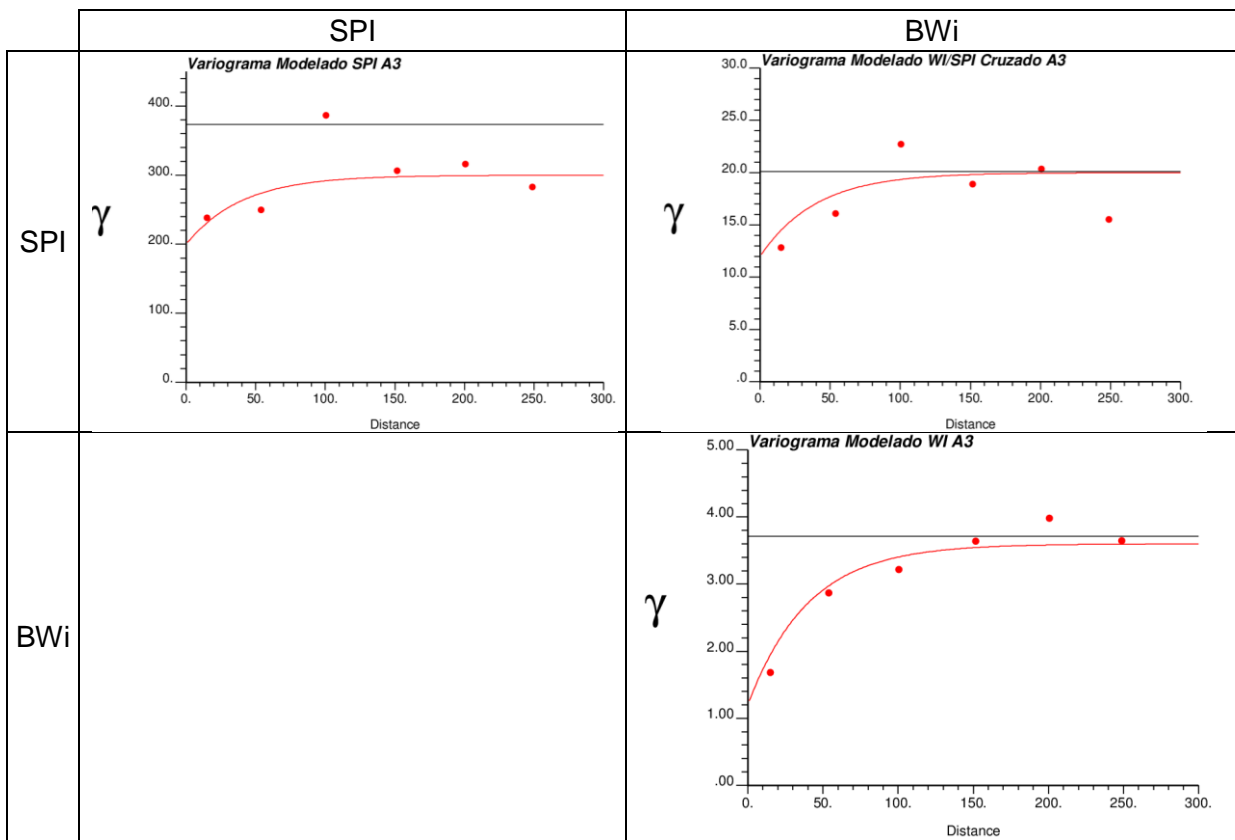 SPI
BWi
SPI
Variograma Modelado SPI A3
γ
400.
300.
200.
100.
0.
0. 50. 100. 150. 200. 250. 300.
Distance
Variograma Modelado WI/SPI Cruzado A3
γ
30.0
25.0
20.0
15.0
10.0
5.0
.0
0. 50. 100. 150. 200. 250. 300.
Distance
BWi
Variograma Modelado WI A3
γ
5.00
4.00
3.00
2.00
1.00
.00
0. 50. 100. 150. 200. 250. 300.
Distance